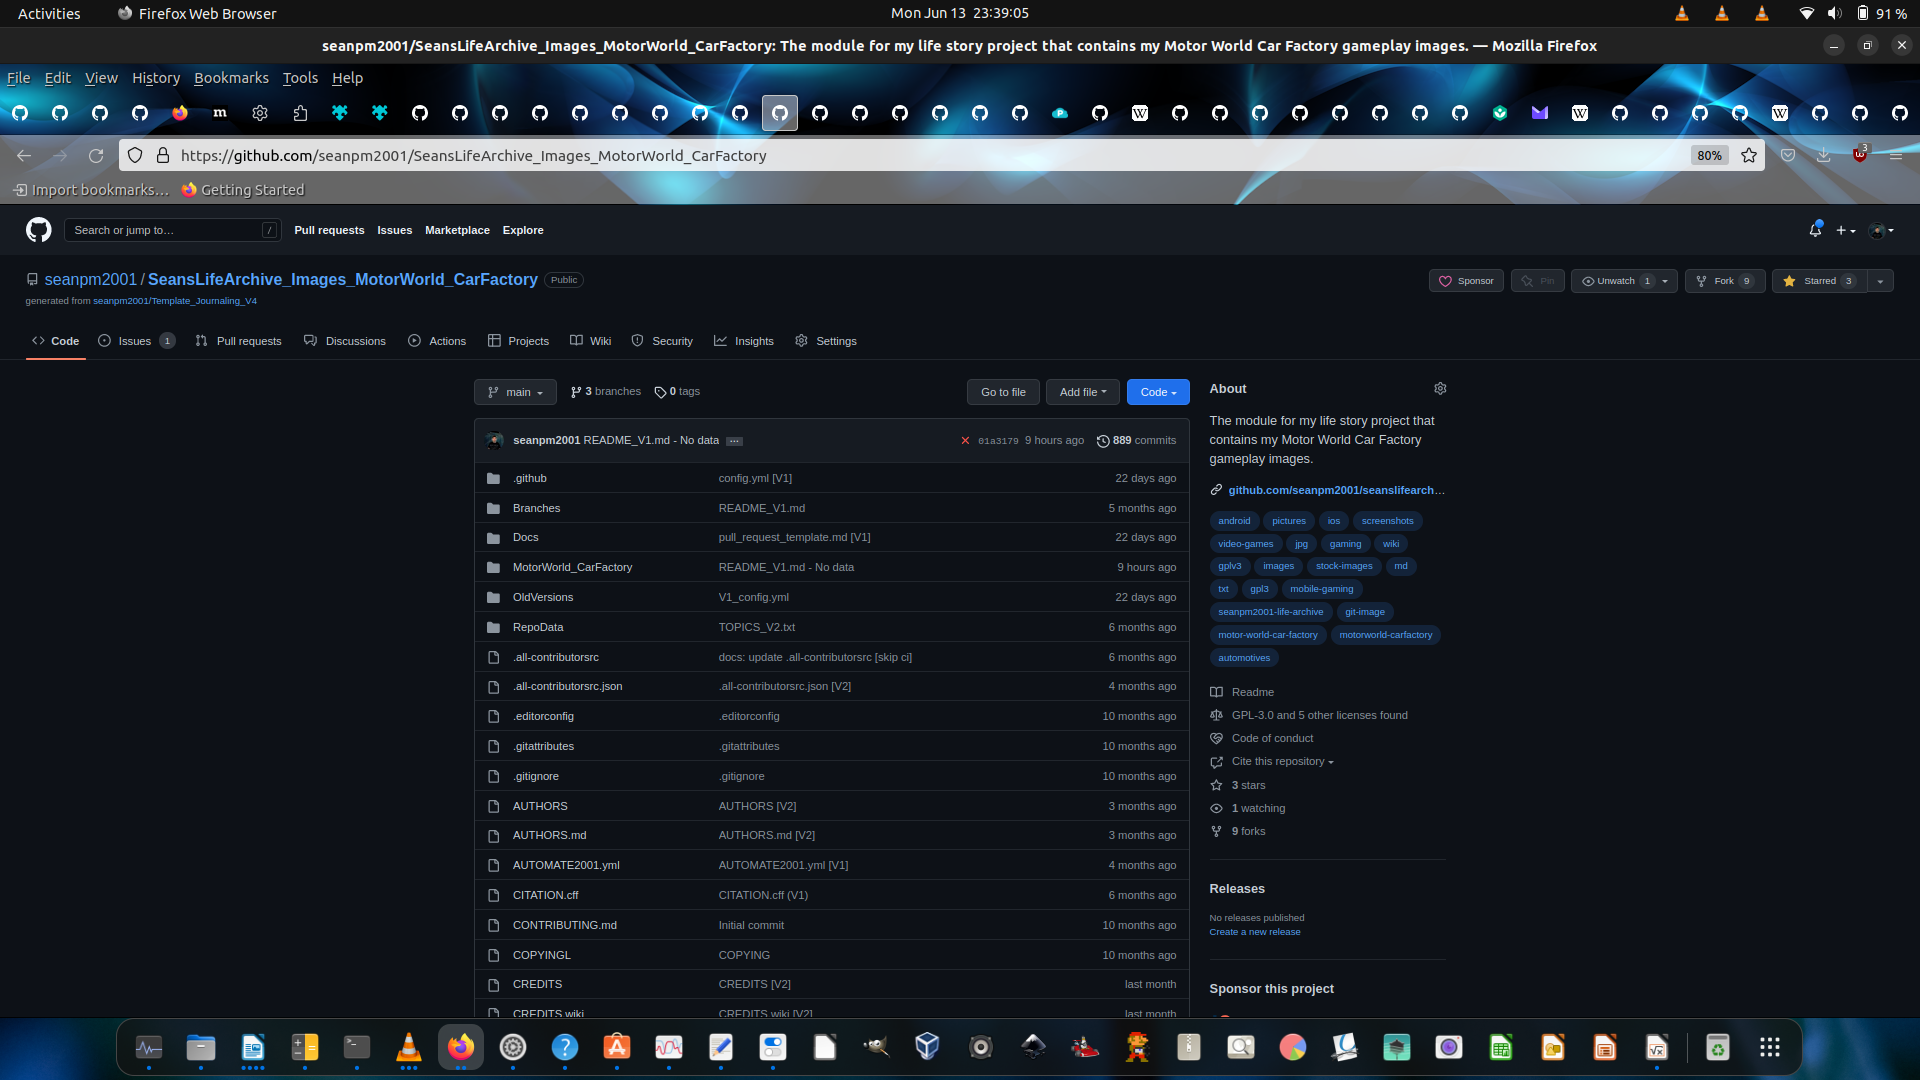 Activities
Firefox Web Browser
Mon Jun 13 23:39:05
91 %
seanpm2001/SeansLifeArchive_Images_MotorWorld_CarFactory: The module for my life story project that contains my Motor World Car Factory gameplay images. — Mozilla Firefox
File Edit View History Bookmarks Tools Help
https://github.com/seanpm2001/SeansLifeArchive_Images_MotorWorld_CarFactory
80%
3
Import bookmarks… Getting Started
Search or jump to… /
Pull requests Issues Marketplace Explore
seanpm2001 / SeansLifeArchive_Images_MotorWorld_CarFactory Public
generated from seanpm2001/Template_Journaling_V4
Sponsor Pin Unwatch 1 Fork 9 Starred 3
Code Issues 1 Pull requests Discussions Actions Projects Wiki Security Insights Settings
main 3 branches 0 tags Go to file Add file Code
seanpm2001 README_V1.md - No data ... 01a3179 9 hours ago 889 commits
.github config.yml [V1] 22 days ago
Branches README_V1.md 5 months ago
Docs pull_request_template.md [V1] 22 days ago
MotorWorld_CarFactory README_V1.md - No data 9 hours ago
OldVersions V1_config.yml 22 days ago
RepoData TOPICS_V2.txt 6 months ago
.all-contributorsrc docs: update .all-contributorsrc [skip ci] 6 months ago
.all-contributorsrc.json .all-contributorsrc.json [V2] 4 months ago
.editorconfig .editorconfig 10 months ago
.gitattributes .gitattributes 10 months ago
.gitignore .gitignore 10 months ago
AUTHORS AUTHORS [V2] 3 months ago
AUTHORS.md AUTHORS.md [V2] 3 months ago
AUTOMATE2001.yml AUTOMATE2001.yml [V1] 4 months ago
CITATION.cff CITATION.cff (V1) 6 months ago
CONTRIBUTING.md Initial commit 10 months ago
COPYINGL COPYING 10 months ago
CREDITS CREDITS [V2] last month
CREDITS.wiki CREDITS.wiki [V2] last month
About
The module for my life story project that
contains my Motor World Car Factory
gameplay images.
github.com/seanpm2001/seanslifearch…
android pictures ios screenshots
video-games jpg gaming wiki
gplv3 images stock-images md
txt gpl3 mobile-gaming
seanpm2001-life-archive git-image
motor-world-car-factory motorworld-carfactory
automotives
Readme
GPL-3.0 and 5 other licenses found
Code of conduct
Cite this repository
3 stars
1 watching
9 forks
Releases
No releases published
Create a new release
Sponsor this project